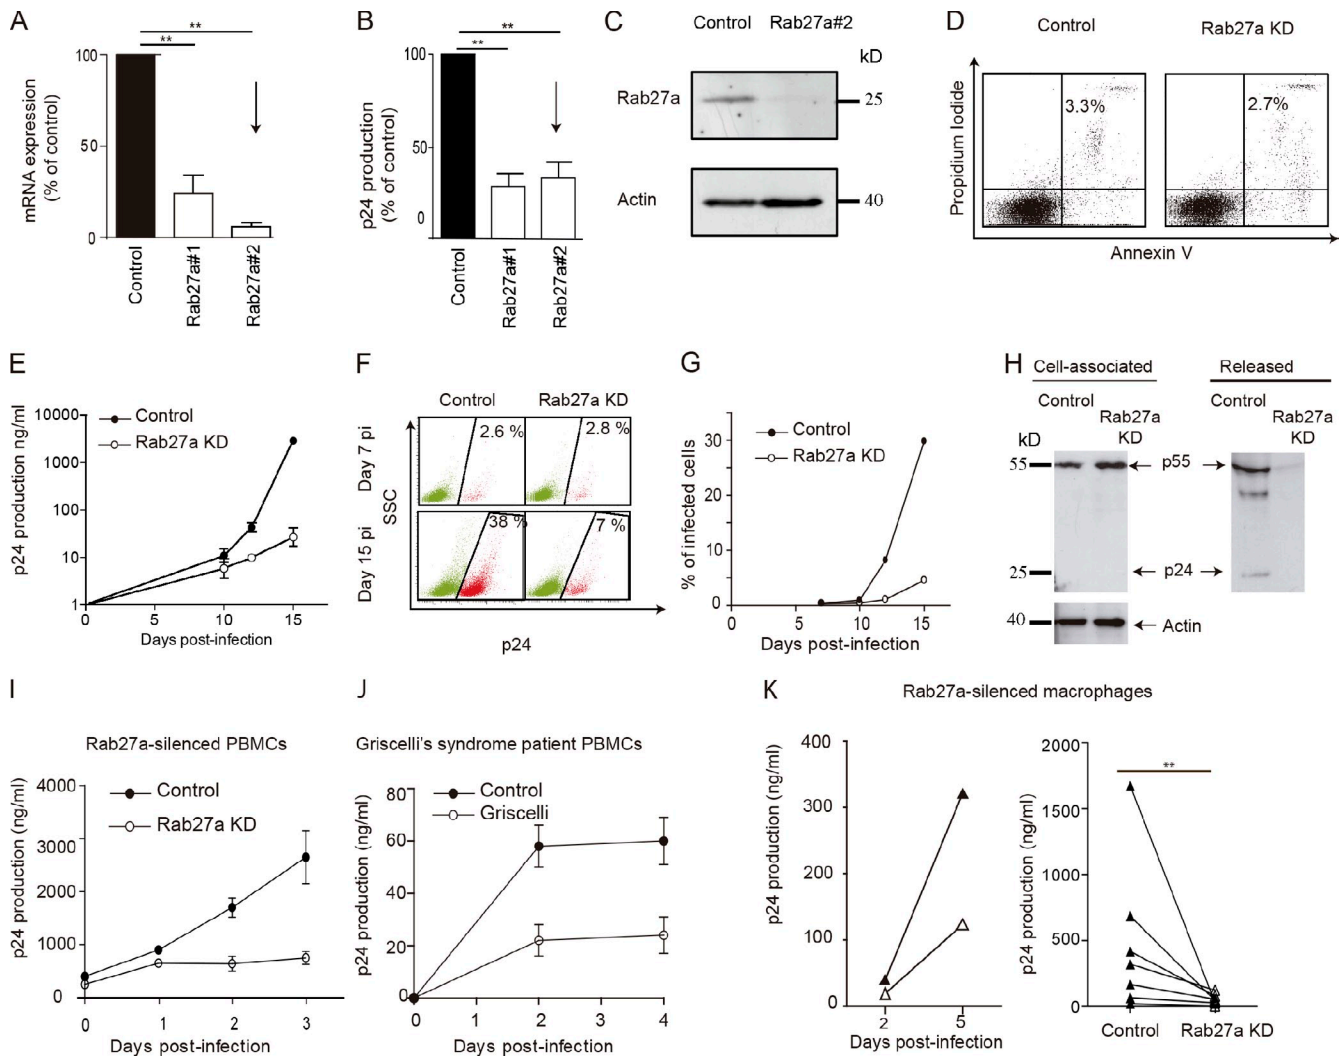 A
**
**
mRNA expression
(% of control)
100
50
0
Control
Rab27a#1
Rab27a#2
B
**
**
p24 production
(% of control)
100
50
0
Control
Rab27a#1
Rab27a#2
C
Control Rab27a#2
kD
Rab27a
25
Actin
40
D
Control
Rab27a KD
Propidium Iodide
3.3%
2.7%
Annexin V
E
p24 production ng/ml
10000
1000
100
10
1
Control
Rab27a KD
0 5 10 15
Days post-infection
F
Control Rab27a KD
Day 7 pi
2.6 %
2.8 %
SSC
Day 15 pi
38 %
7 %
p24
G
% of infected cells
30
20
10
0
Control
Rab27a KD
0 5 10 15
Days post-infection
H
Cell-associated
Released
Control
Rab27a
KD
Control
Rab27a
KD
kD
55
p55
25
p24
40
Actin
I
Rab27a-silenced PBMCs
p24 production (ng/ml)
4000
3000
2000
1000
0
Control
Rab27a KD
0 1 2 3
Days post-infection
J
Griscelli's syndrome patient PBMCs
p24 production (ng/ml)
80
60
40
20
0
Control
Griscelli
0 1 2 3 4
Days post-infection
K
Rab27a-silenced macrophages
p24 production (ng/ml)
400
300
200
100
0
2 5
Days post-infection
p24 production (ng/ml)
2000
1500
1000
500
0
**
Control Rab27a KD